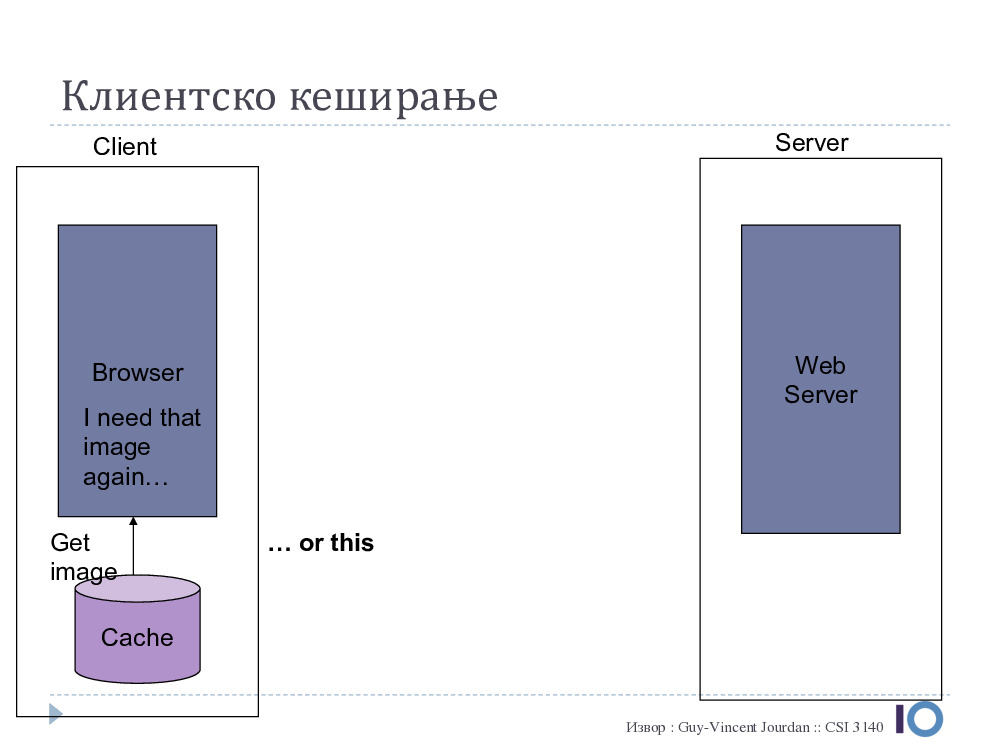 Клиентско кеширање
Client
Server
Browser
I need that
image
again…
Web
Server
Get
image
… or this
Cache
Извор : Guy-Vincent Jourdan :: CSI 3140